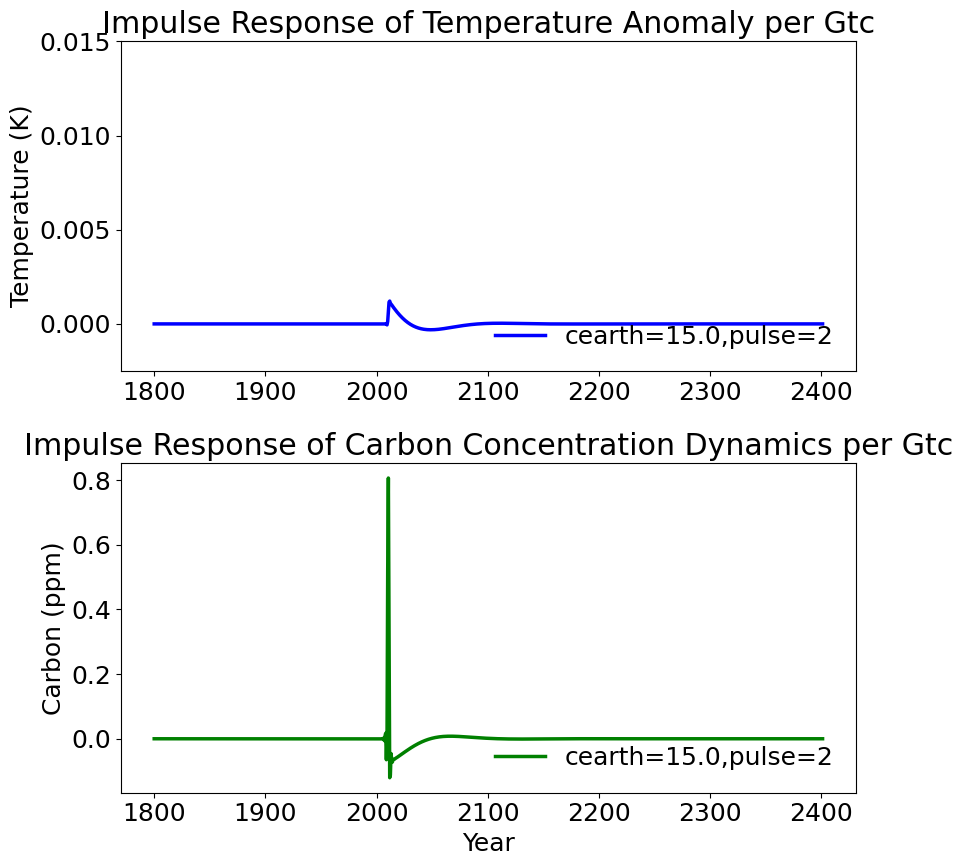 Impulse Response of Temperature Anomaly per Gtc
0.015
0.010
0.005
0.000
Temperature (K)
cearth=15.0,pulse=2
1800 1900 2000 2100 2200 2300 2400
Impulse Response of Carbon Concentration Dynamics per Gtc
0.8
0.6
0.4
0.2
0.0
Carbon (ppm)
cearth=15.0,pulse=2
1800 1900 2000 2100 2200 2300 2400
Year